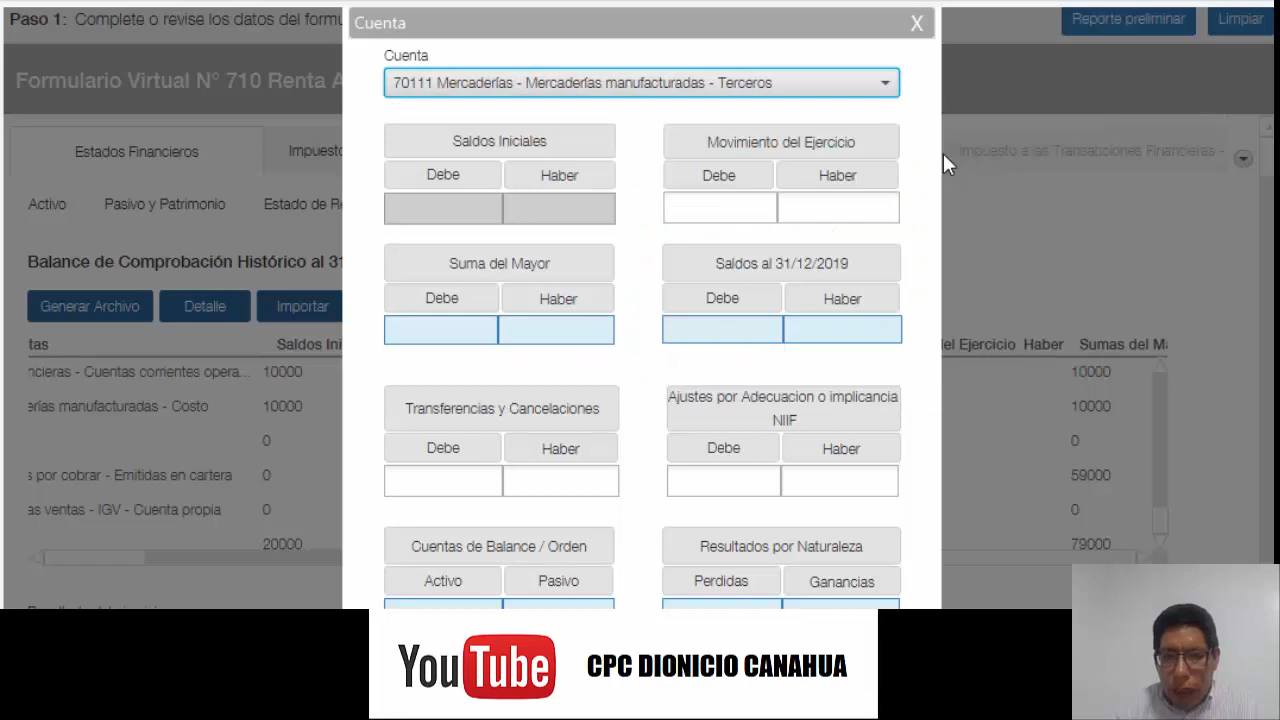 Paso 1: Complete o revise los datos del formu
Reporte preliminar
Limpiar
Formulario Virtual N° 710 Renta A
Estados Financieros
Impuesto
Impuesto a las Transacciones Financieras -
Activo
Pasivo y Patrimonio
Estado de Re
Balance de Comprobación Histórico al 31
Generar Archivo
Detalle
Importar
tas
Saldos Ini
el Ejercicio Haber
Sumas del Ma
ncieras - Cuentas corrientes opera... 10000
10000
erías manufacturadas - Costo 10000
10000
0
0
s por cobrar - Emitidas en cartera 0
59000
as ventas - IGV - Cuenta propia 0
0
20000
79000
Cuenta
X
Cuenta
70111 Mercaderías - Mercaderías manufacturadas - Terceros
Saldos Iniciales
Movimiento del Ejercicio
Debe Haber
Debe Haber
Suma del Mayor
Saldos al 31/12/2019
Debe Haber
Debe Haber
Transferencias y Cancelaciones
Ajustes por Adecuacion o implicancia
NIIF
Debe Haber
Debe Haber
Cuentas de Balance / Orden
Resultados por Naturaleza
Activo Pasivo
Perdidas Ganancias
YouTube
CPC DIONICIO CANAHUA